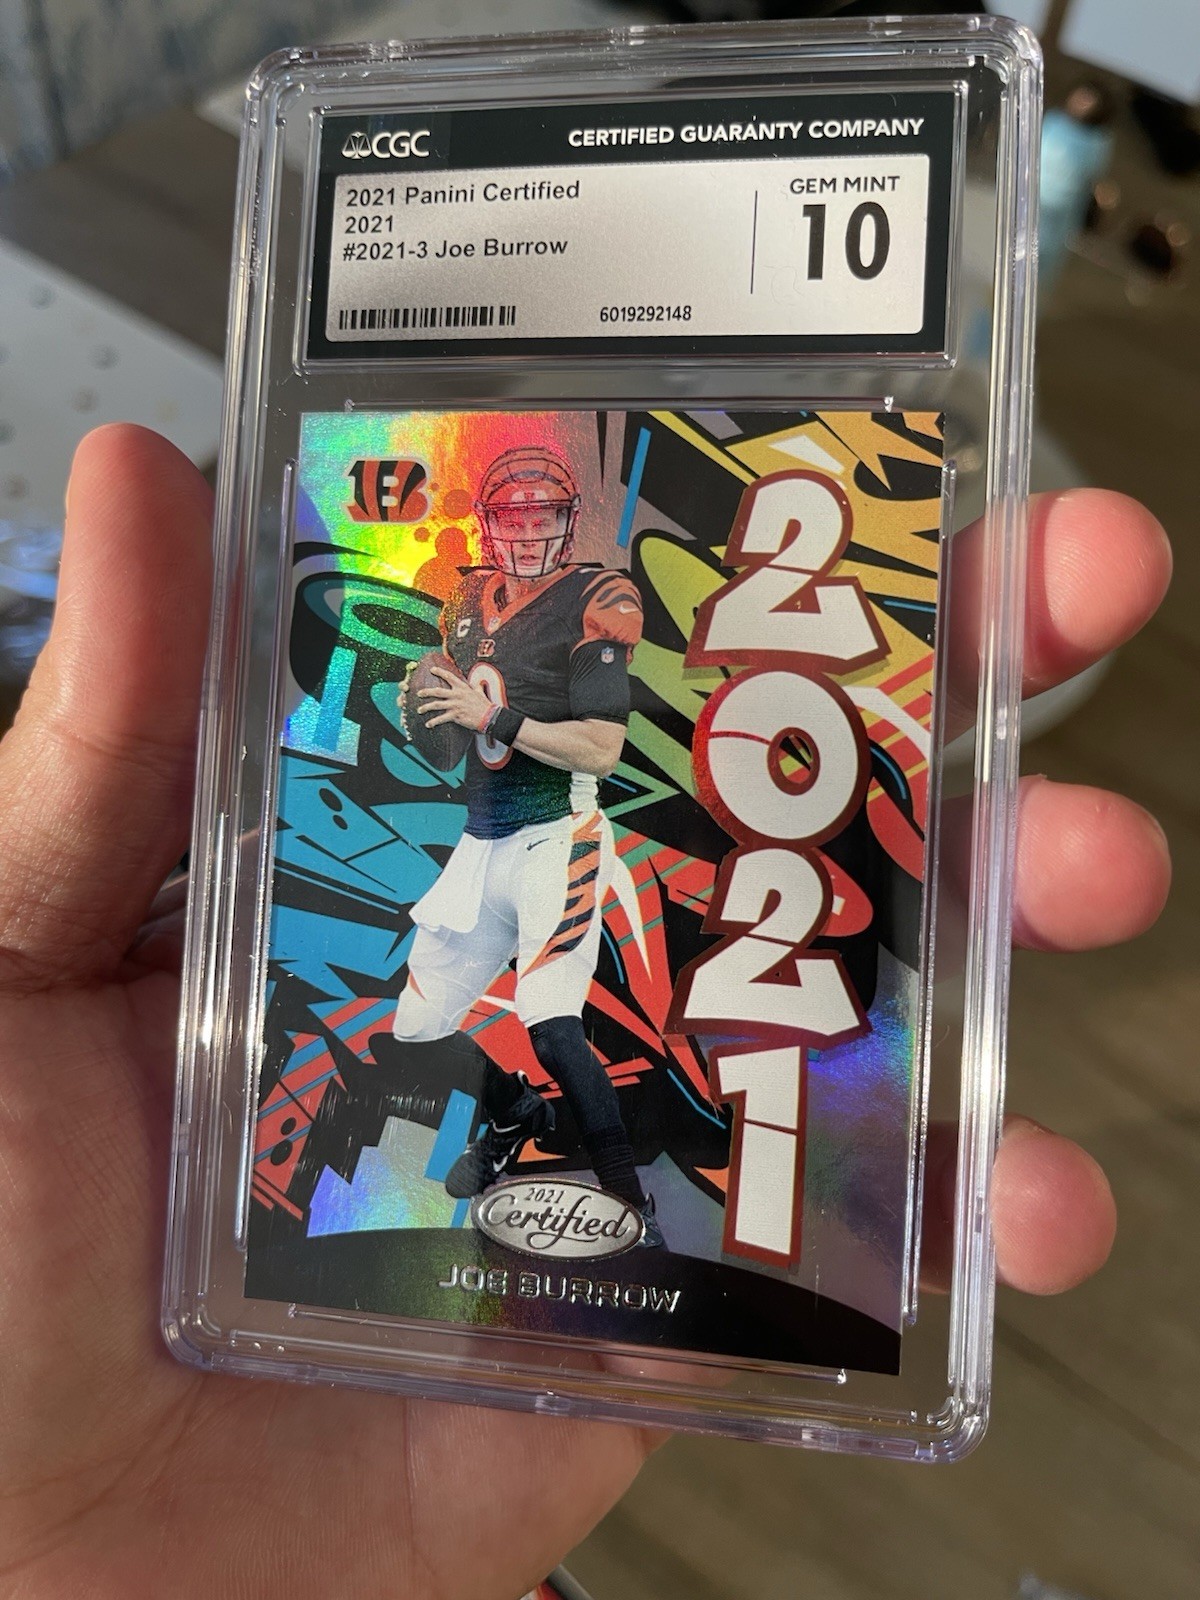 CGC CERTIFIED GUARANTY COMPANY
2021 Panini Certified
2021
#2021-3 Joe Burrow
GEM MINT
10
6019292148
B
C
B
NFL
2021
2021
Certified
JOE BURROW